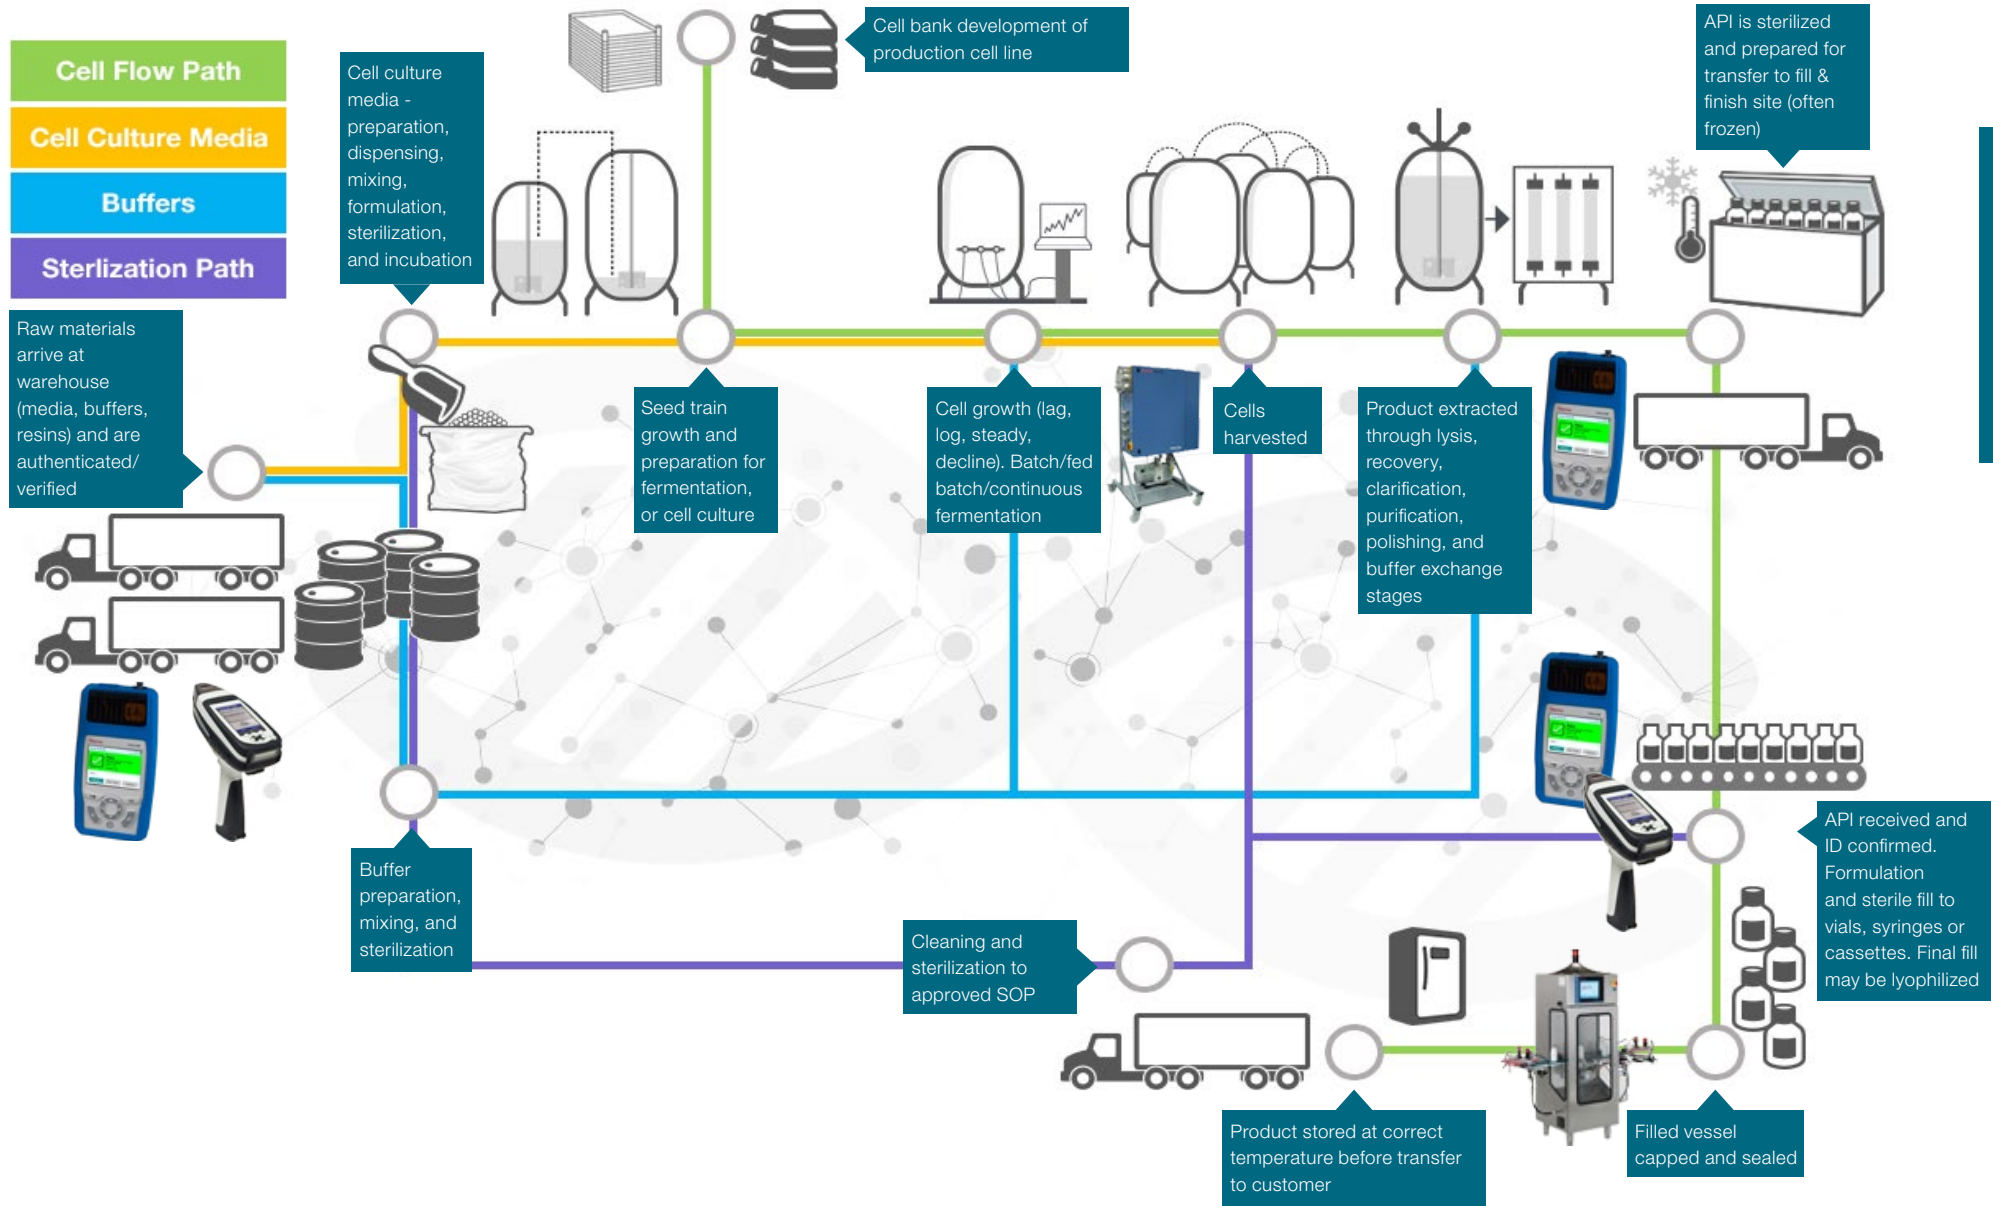 Cell Flow Path
Cell Culture Media
Buffers
Sterlization Path
Cell culture
media -
preparation,
dispensing,
mixing,
formulation,
sterilization,
and incubation
Cell bank development of
production cell line
API is sterilized
and prepared for
transfer to fill &
finish site (often
frozen)
Raw materials
arrive at
warehouse
(media, buffers,
resins) and are
authenticated/
verified
Seed train
growth and
preparation for
fermentation,
or cell culture
Cell growth (lag,
log, steady,
decline). Batch/fed
batch/continuous
fermentation
Cells
harvested
Product extracted
through lysis,
recovery,
clarification,
purification,
polishing, and
buffer exchange
stages
API received and
ID confirmed.
Formulation
and sterile fill to
vials, syringes or
cassettes. Final fill
may be lyophilized
Buffer
preparation,
mixing, and
sterilization
Cleaning and
sterilization to
approved SOP
Product stored at correct
temperature before transfer
to customer
Filled vessel
capped and sealed